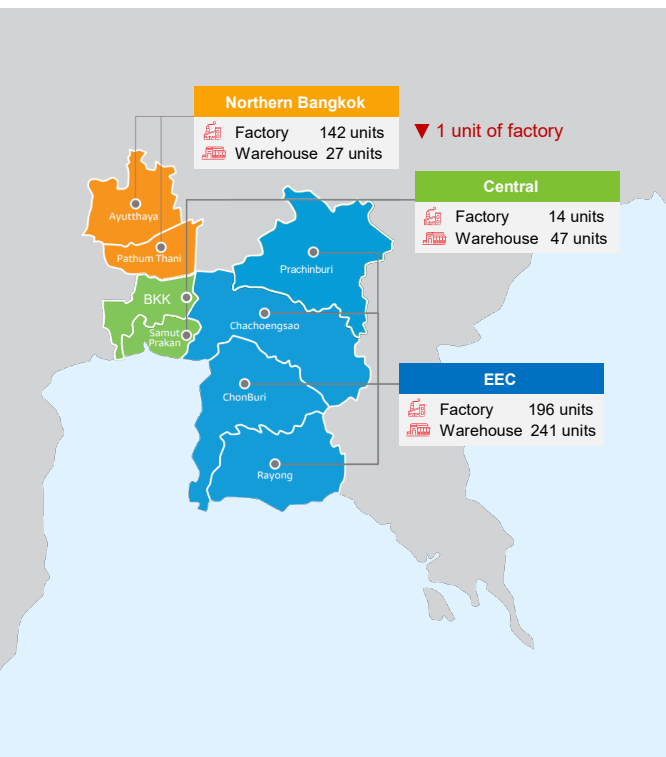 Northern Bangkok
Factory 142 units
Warehouse 27 units
▼ 1 unit of factory
Central
Factory 14 units
Warehouse 47 units
Ayutthaya
Pathum Thani
Prachinburi
BKK
Chachoengsao
Samut
Prakan
EEC
Factory 196 units
Warehouse 241 units
ChonBuri
Rayong